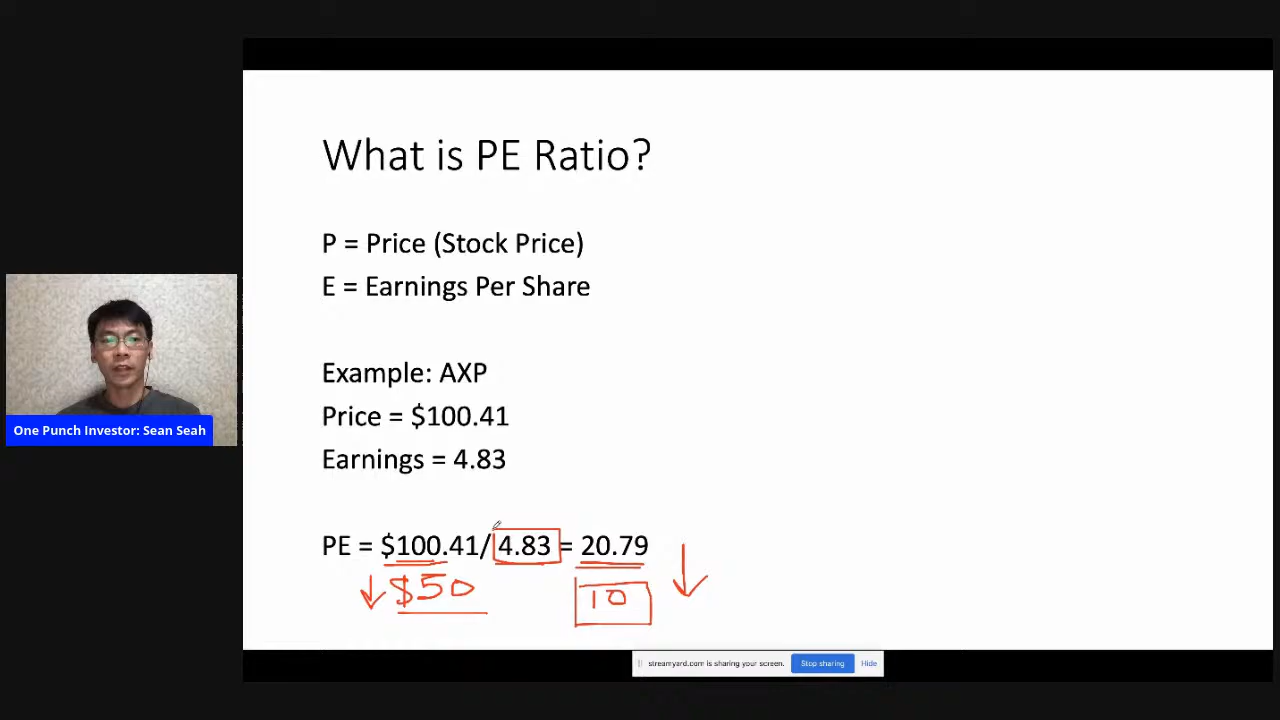 What is PE Ratio?
P = Price (Stock Price)
E = Earnings Per Share
Example: AXP
Price = $100.41
Earnings = 4.83
PE = $100.41/4.83 = 20.79
$50
10
One Punch Investor: Sean Seah
streamyard.com is sharing your screen. Stop sharing Hide